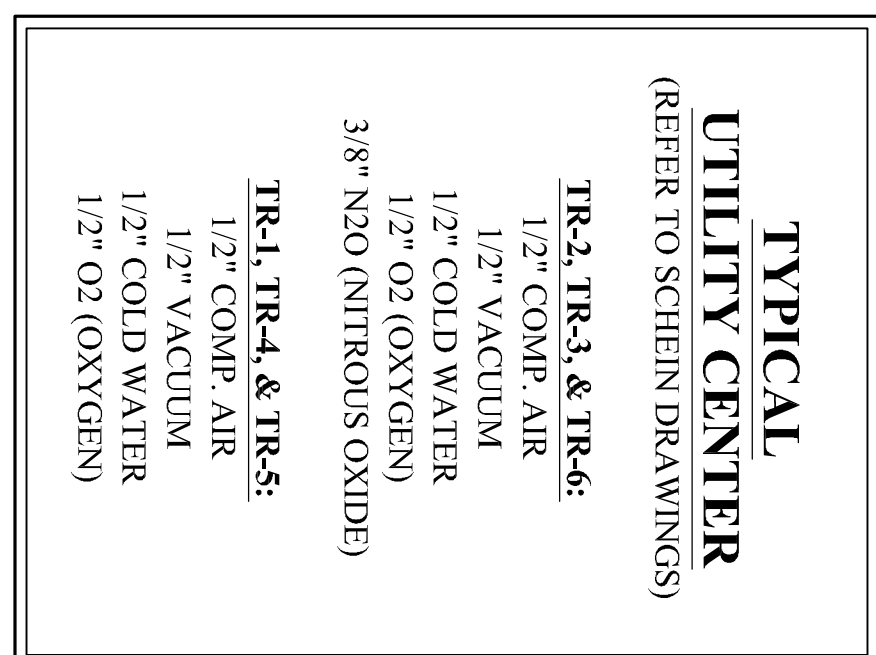 TYPICAL
UTILITY CENTER
(REFER TO SCHEIN DRAWINGS)
TR-2, TR-3, & TR-6:
1/2" COMP. AIR
1/2" VACUUM
1/2" COLD WATER
1/2" O2 (OXYGEN)
3/8" N2O (NITROUS OXIDE)
TR-1, TR-4, & TR-5:
1/2" COMP. AIR
1/2" VACUUM
1/2" COLD WATER
1/2" O2 (OXYGEN)